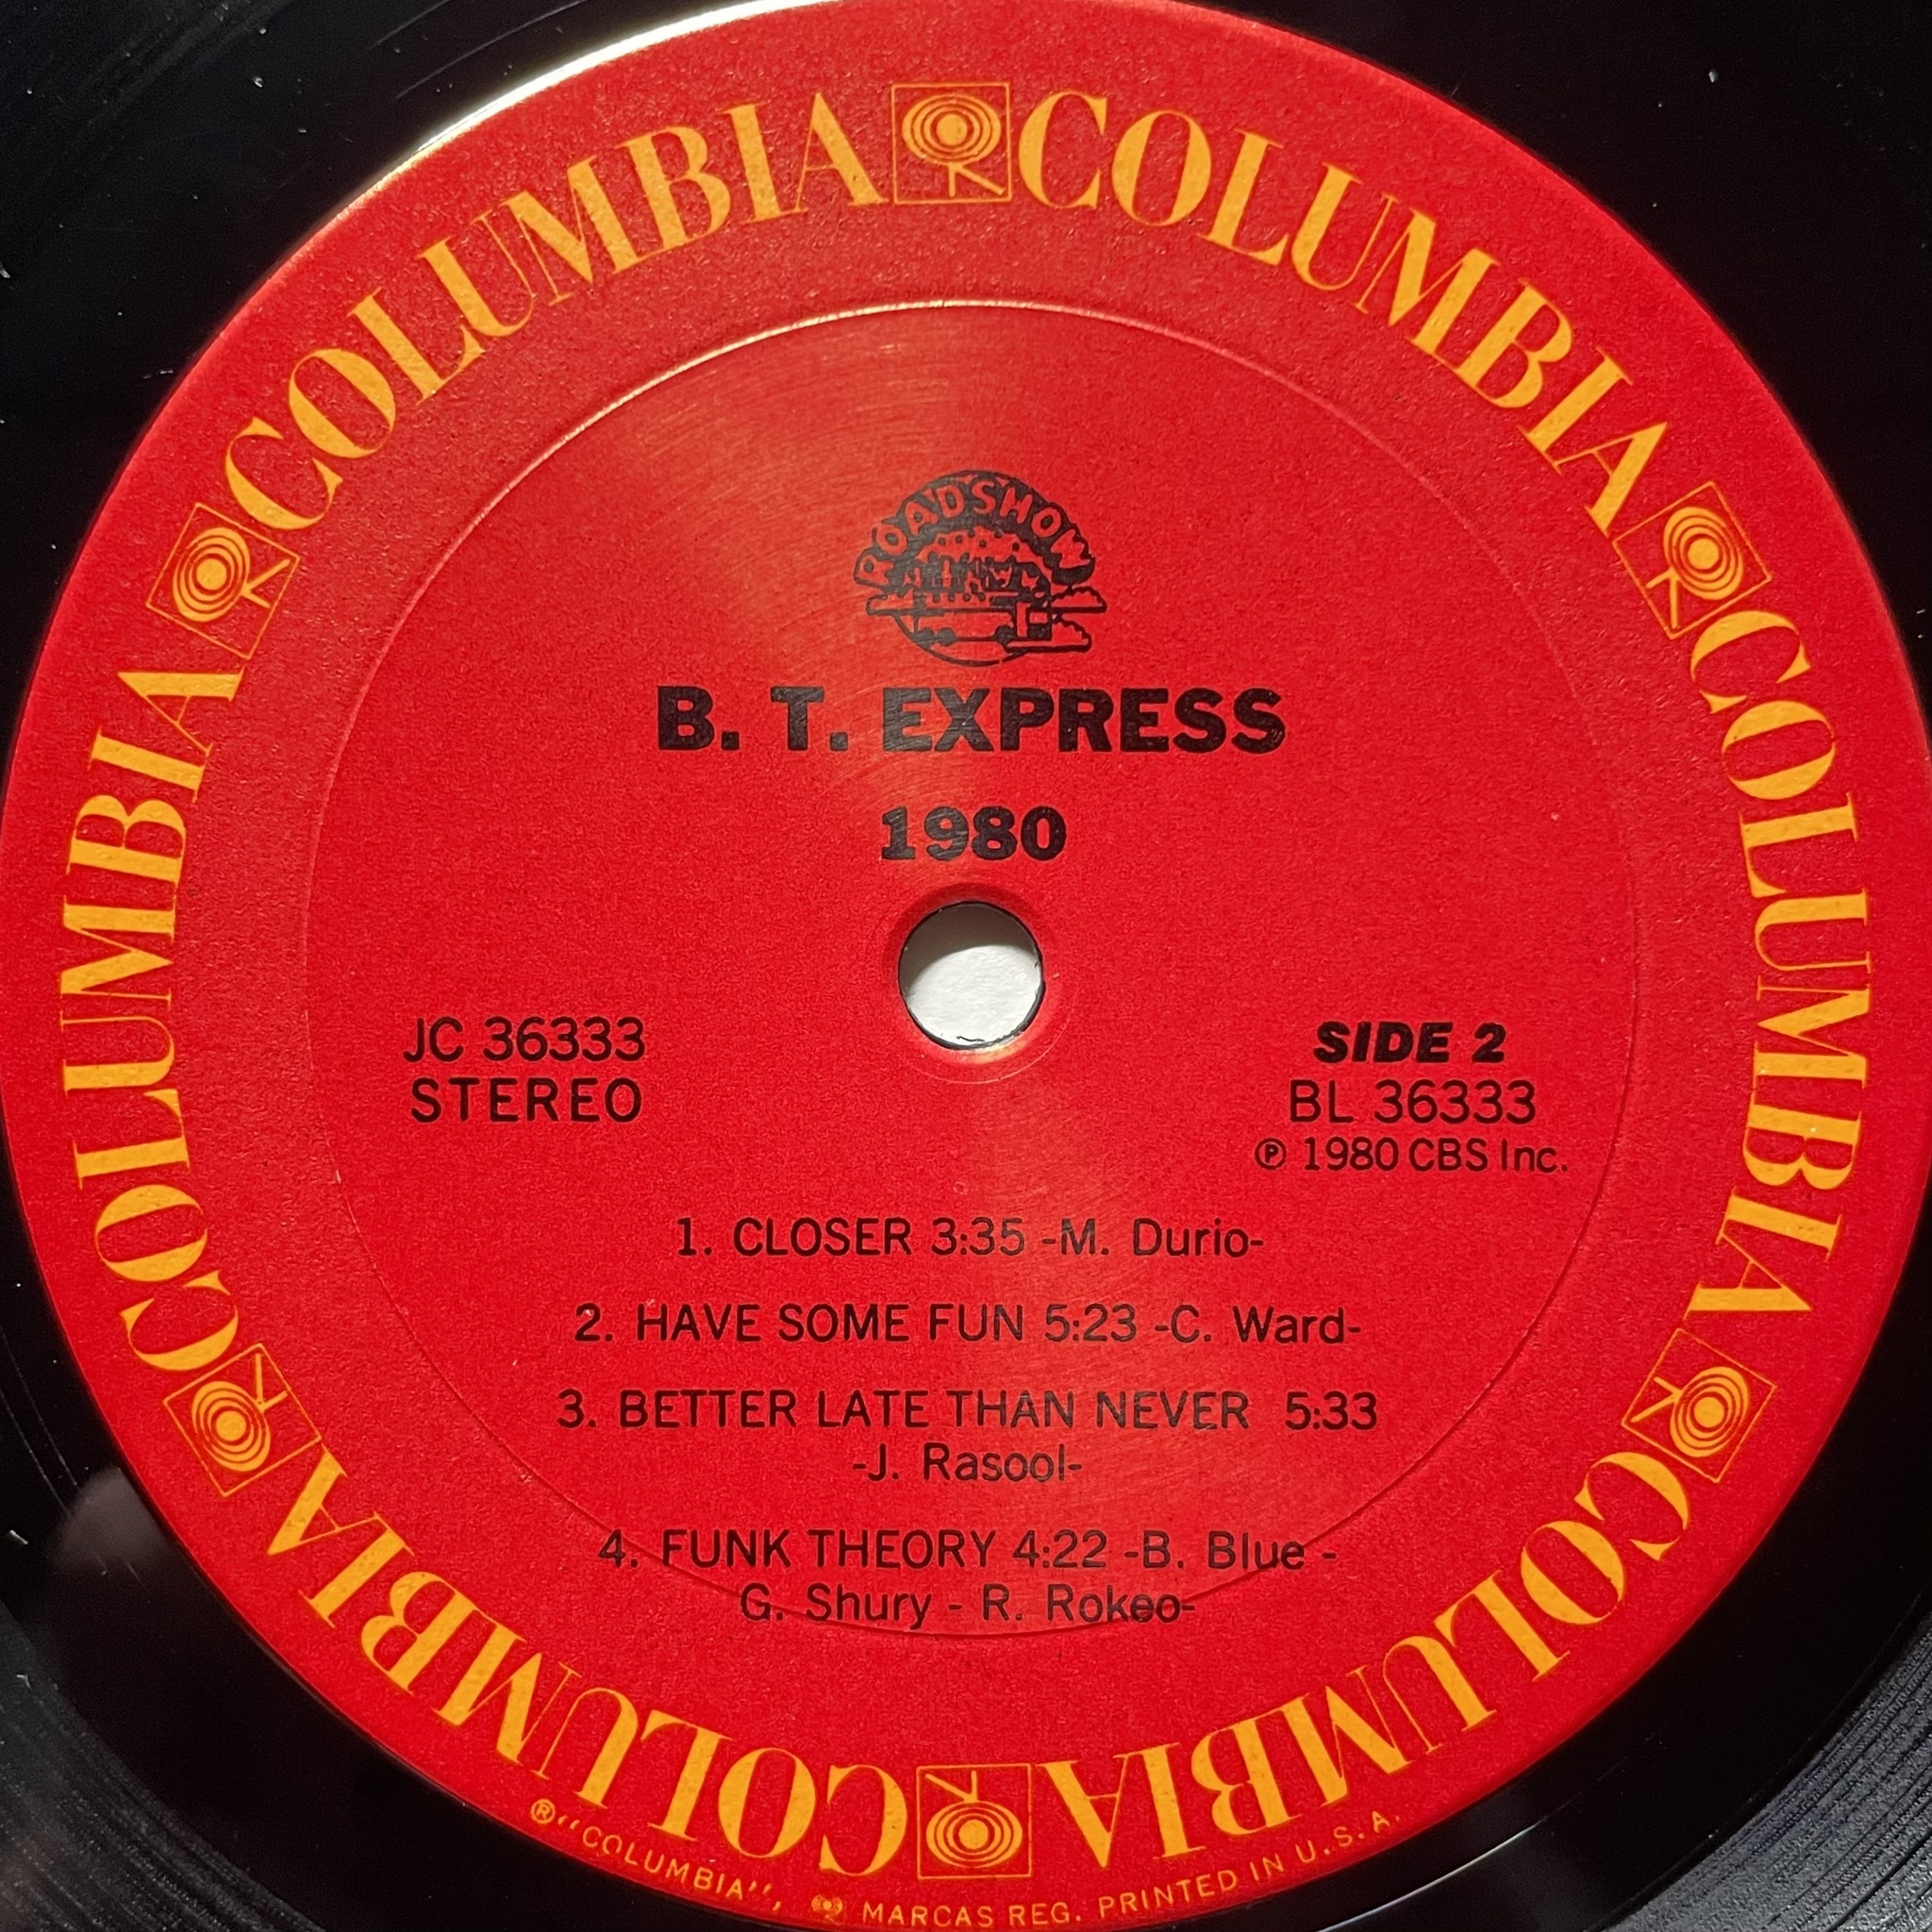 COLUMBIA COLUMBIA COLUMBIA COLUMBIA COLUMBIA COLUMBIA
ROADSHOW
B. T. EXPRESS
1980
JC 36333
STEREO
SIDE 2
BL 36333
℗ 1980 CBS Inc.
1. CLOSER 3:35 -M. Durio-
2. HAVE SOME FUN 5:23 -C. Ward-
3. BETTER LATE THAN NEVER 5:33
-J. Rasool-
4. FUNK THEORY 4:22 -B. Blue -
G. Shury - R. Rokeo-
®"COLUMBIA", MARCAS REG. PRINTED IN U.S.A.